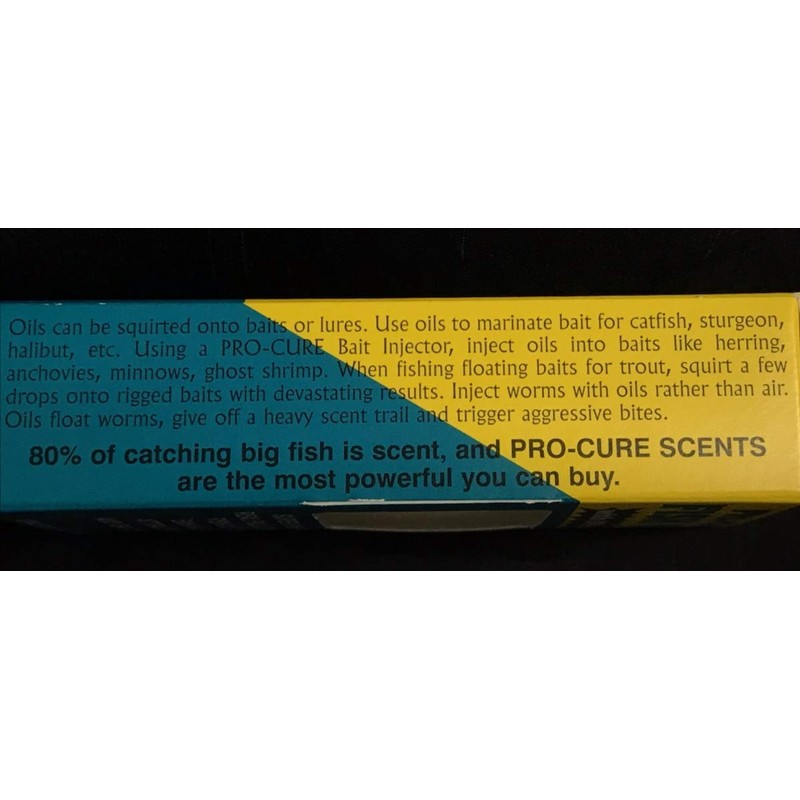 Oils can be squirted onto baits or lures. Use oils to marinate bait for catfish, sturgeon,
halibut, etc. Using a PRO-CURE Bait Injector, inject oils into baits like herring,
anchovies, minnows, ghost shrimp. When fishing floating baits for trout, squirt a few
drops onto rigged baits with devastating results. Inject worms with oils rather than air.
Oils float worms, give off a heavy scent trail and trigger aggressive bites.
80% of catching big fish is scent, and PRO-CURE SCENTS
are the most powerful you can buy.